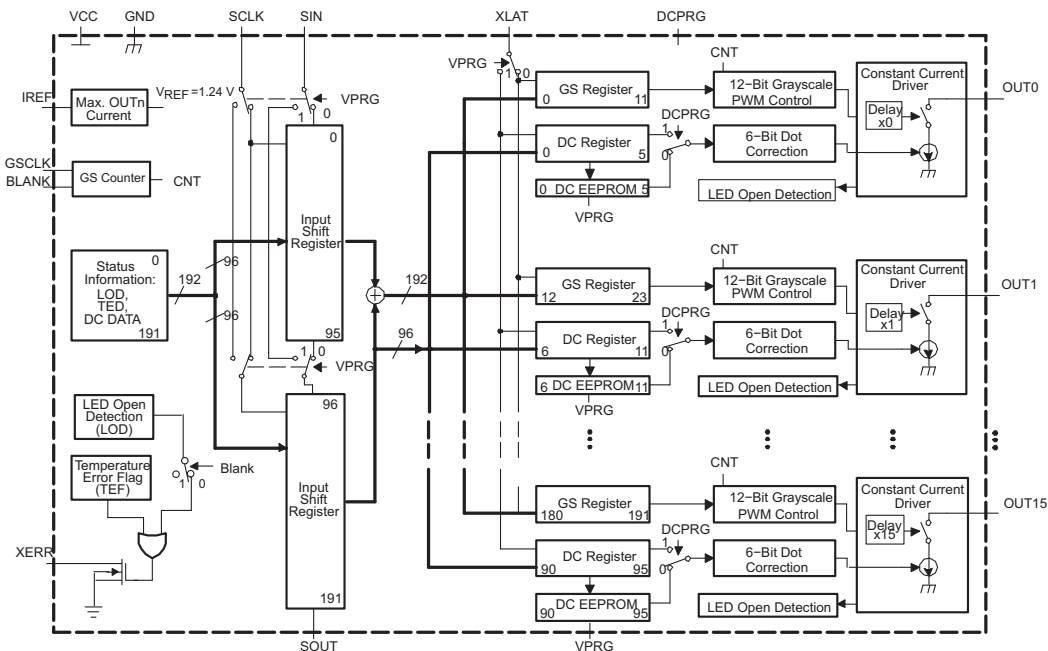 VCC GND SCLK SIN XLAT DCPRG
VPRG 1 0
CNT
IREF
Max. OUTn
Current
VREF=1.24 V
VPRG
1 0
GS Register
0 11
12−Bit Grayscale
PWM Control
Constant Current
Driver
Delay
x0
OUT0
DCPRG
1
0
DC Register
0 5
6−Bit Dot
Correction
0 DC EEPROM 5
VPRG
LED Open Detection
GSCLK
BLANK
GS Counter
CNT
0
Input
Shift
Register
95
Status
Information:
LOD,
TED,
DC DATA
0
191
192
96
96
192
96
CNT
GS Register
12 23
12−Bit Grayscale
PWM Control
Constant Current
Driver
Delay
x1
OUT1
DCPRG
1
0
DC Register
6 11
6−Bit Dot
Correction
6 DC EEPROM 11
VPRG
LED Open Detection
1 0
VPRG
96
Input
Shift
Register
191
LED Open
Detection
(LOD)
Temperature
Error Flag
(TEF)
Blank
1 0
XERR
CNT
GS Register
180 191
12−Bit Grayscale
PWM Control
Constant Current
Driver
Delay
x15
OUT15
DCPRG
1
0
DC Register
90 95
6−Bit Dot
Correction
DC EEPROM
90 95
LED Open Detection
SOUT
VPRG